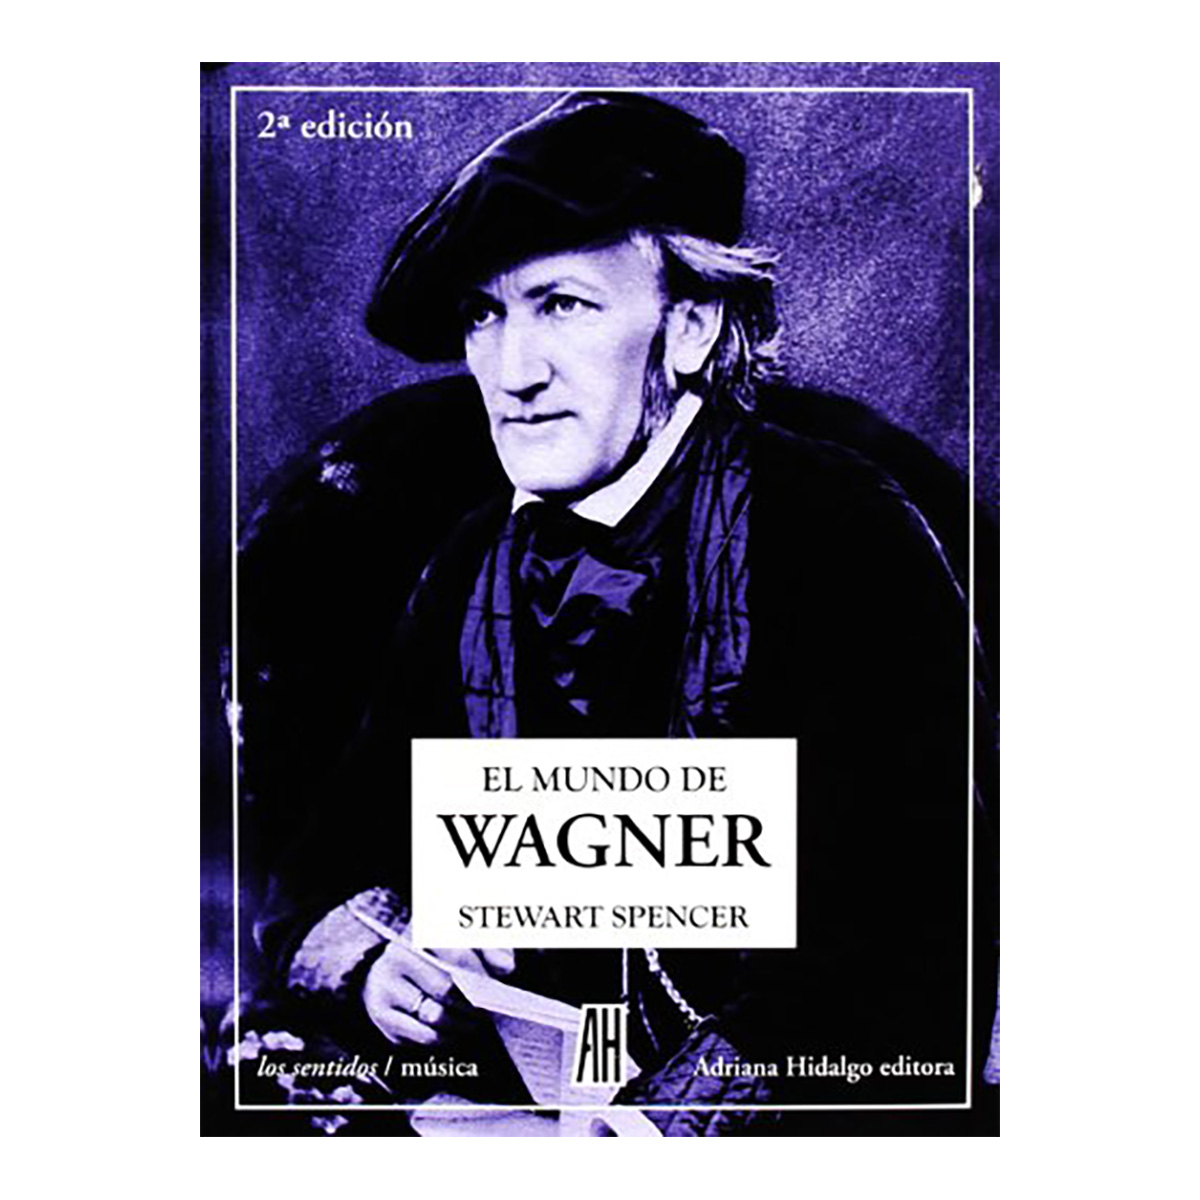 2ª edición
EL MUNDO DE
WAGNER
STEWART SPENCER
AH
los sentidos / música
Adriana Hidalgo editora